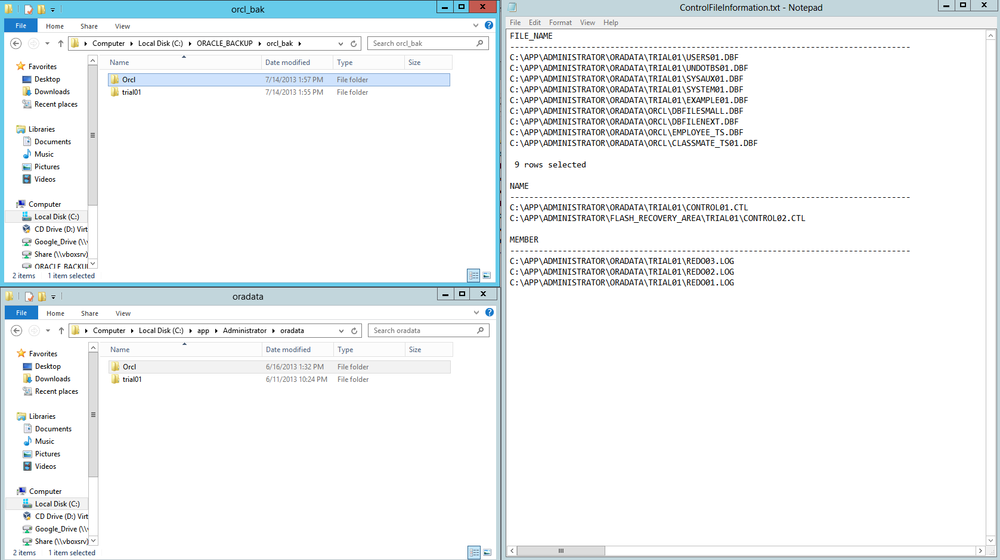 orcl_bak
File Home Share View
Computer Local Disk (C:) ORACLE_BACKUP orcl_bak Search orcl_bak
Name Date modified Type Size
Orcl 7/14/2013 1:57 PM File folder
trial01 7/14/2013 1:55 PM File folder
Favorites
Desktop
Downloads
Recent places
Libraries
Documents
Music
Pictures
Videos
Computer
Local Disk (C:)
CD Drive (D:) Virt
Google_Drive (\\v
Share (\\vboxsrv)
ORACLE_BACKUI
2 items 1 item selected
oradata
File Home Share View
Computer Local Disk (C:) app Administrator oradata Search oradata
Name Date modified Type Size
Orcl 6/16/2013 1:32 PM File folder
trial01 6/11/2013 10:24 PM File folder
Favorites
Desktop
Downloads
Recent places
Libraries
Documents
Music
Pictures
Videos
Computer
Local Disk (C:)
CD Drive (D:) Virt
Google_Drive (\\v
Share (\\vboxsrv)
2 items 1 item selected
ControlFileInformation.txt - Notepad
File Edit Format View Help
FILE_NAME
------------------------------------------------------------------------------------
C:\APP\ADMINISTRATOR\ORADATA\TRIAL01\USERS01.DBF
C:\APP\ADMINISTRATOR\ORADATA\TRIAL01\UNDOTBS01.DBF
C:\APP\ADMINISTRATOR\ORADATA\TRIAL01\SYSAUX01.DBF
C:\APP\ADMINISTRATOR\ORADATA\TRIAL01\SYSTEM01.DBF
C:\APP\ADMINISTRATOR\ORADATA\TRIAL01\EXAMPLE01.DBF
C:\APP\ADMINISTRATOR\ORADATA\ORCL\DBFILESMALL.DBF
C:\APP\ADMINISTRATOR\ORADATA\ORCL\DBFILENEXT.DBF
C:\APP\ADMINISTRATOR\ORADATA\ORCL\EMPLOYEE_TS.DBF
C:\APP\ADMINISTRATOR\ORADATA\ORCL\CLASSMATE_TS01.DBF
9 rows selected
NAME
------------------------------------------------------------------------------------
C:\APP\ADMINISTRATOR\ORADATA\TRIAL01\CONTROL01.CTL
C:\APP\ADMINISTRATOR\FLASH_RECOVERY_AREA\TRIAL01\CONTROL02.CTL
MEMBER
------------------------------------------------------------------------------------
C:\APP\ADMINISTRATOR\ORADATA\TRIAL01\REDO03.LOG
C:\APP\ADMINISTRATOR\ORADATA\TRIAL01\REDO02.LOG
C:\APP\ADMINISTRATOR\ORADATA\TRIAL01\REDO01.LOG